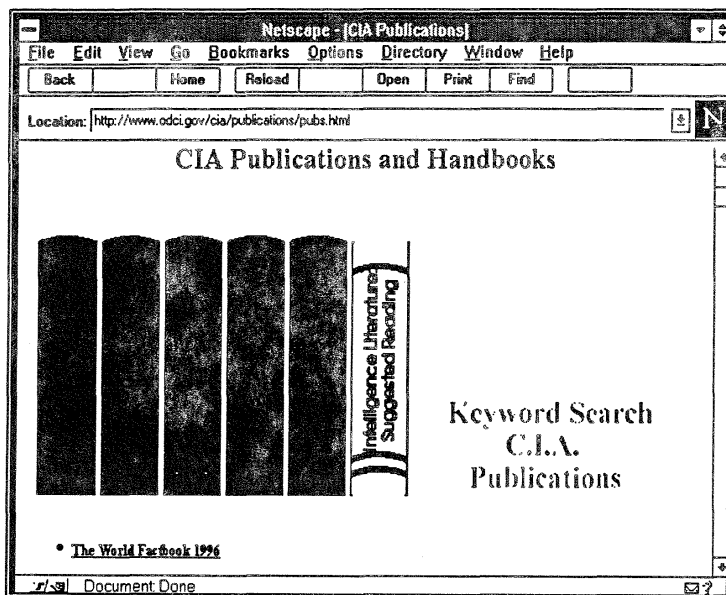 Netscape - [CIA Publications]
File Edit View Go Bookmarks Options Directory Window Help
Back Home Reload Open Print Find
Location: http://www.odci.gov/cia/publications/pubs.html
N
CIA Publications and Handbooks
Intelligence Literature:
Suggested Reading
Keyword Search
C.I.A.
Publications
• The World Factbook 1996
Document: Done